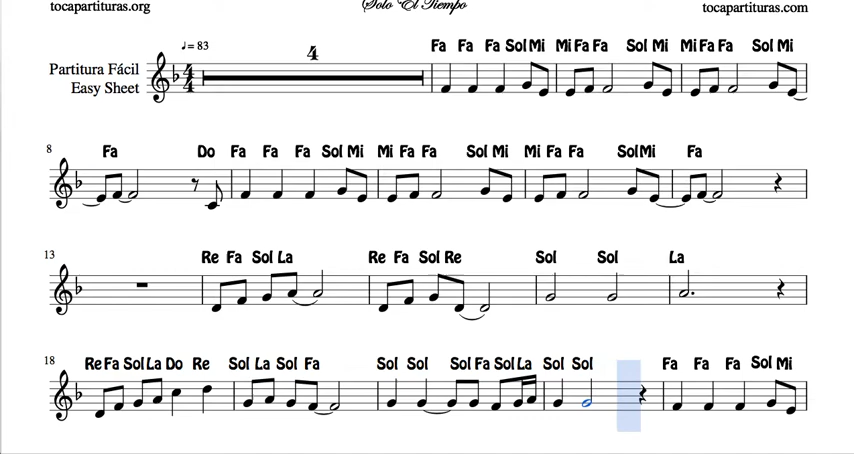 tocapartituras.org Solo El Tiempo tocapartituras.com
♩= 83 4
Fa Fa Fa Sol Mi Mi Fa Fa Sol Mi Mi Fa Fa Sol Mi
Partitura Fácil
Easy Sheet
4
4
8 Fa Do Fa Fa Fa Sol Mi Mi Fa Fa Sol Mi Mi Fa Fa Sol Mi Fa
13 Re Fa Sol La Re Fa Sol Re Sol Sol La
18 Re Fa Sol La Do Re Sol La Sol Fa Sol Sol Sol Fa Sol La Sol Sol Fa Fa Fa Sol Mi